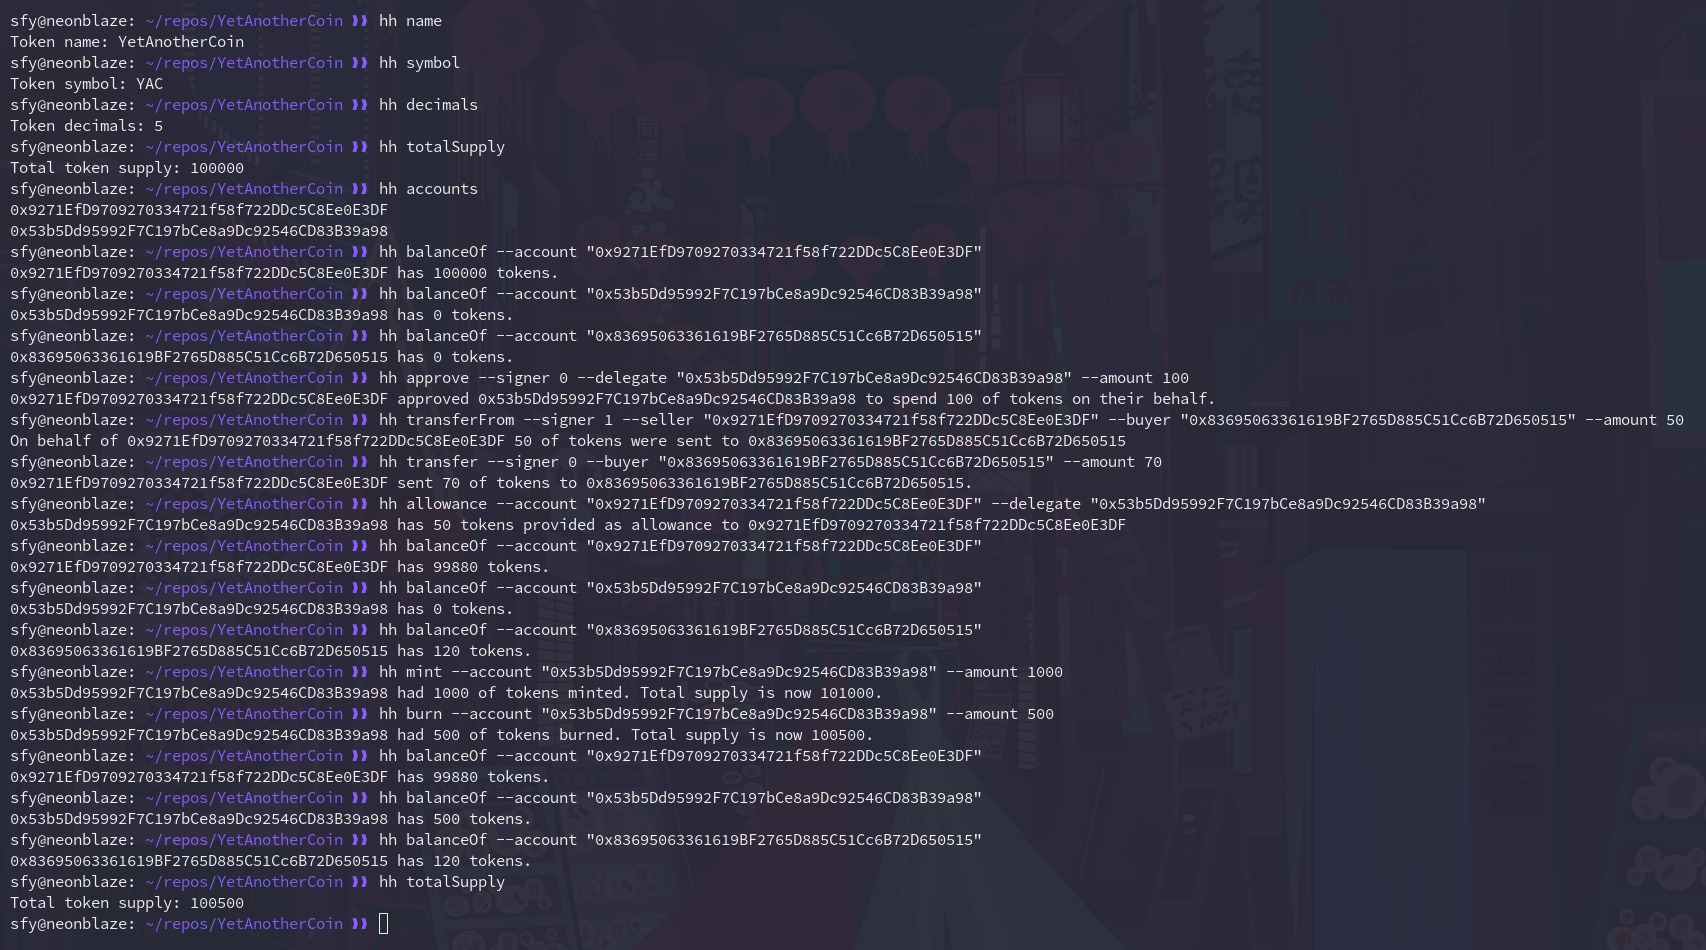 sfy@neonblaze: ~/repos/YetAnotherCoin ❱❱ hh name
Token name: YetAnotherCoin
sfy@neonblaze: ~/repos/YetAnotherCoin ❱❱ hh symbol
Token symbol: YAC
sfy@neonblaze: ~/repos/YetAnotherCoin ❱❱ hh decimals
Token decimals: 5
sfy@neonblaze: ~/repos/YetAnotherCoin ❱❱ hh totalSupply
Total token supply: 100000
sfy@neonblaze: ~/repos/YetAnotherCoin ❱❱ hh accounts
0x9271EfD9709270334721f58f722DDc5C8Ee0E3DF
0x53b5Dd95992F7C197bCe8a9Dc92546CD83B39a98
sfy@neonblaze: ~/repos/YetAnotherCoin ❱❱ hh balanceOf --account "0x9271EfD9709270334721f58f722DDc5C8Ee0E3DF"
0x9271EfD9709270334721f58f722DDc5C8Ee0E3DF has 100000 tokens.
sfy@neonblaze: ~/repos/YetAnotherCoin ❱❱ hh balanceOf --account "0x53b5Dd95992F7C197bCe8a9Dc92546CD83B39a98"
0x53b5Dd95992F7C197bCe8a9Dc92546CD83B39a98 has 0 tokens.
sfy@neonblaze: ~/repos/YetAnotherCoin ❱❱ hh balanceOf --account "0x83695063361619BF2765D885C51Cc6B72D650515"
0x83695063361619BF2765D885C51Cc6B72D650515 has 0 tokens.
sfy@neonblaze: ~/repos/YetAnotherCoin ❱❱ hh approve --signer 0 --delegate "0x53b5Dd95992F7C197bCe8a9Dc92546CD83B39a98" --amount 100
0x9271EfD9709270334721f58f722DDc5C8Ee0E3DF approved 0x53b5Dd95992F7C197bCe8a9Dc92546CD83B39a98 to spend 100 of tokens on their behalf.
sfy@neonblaze: ~/repos/YetAnotherCoin ❱❱ hh transferFrom --signer 1 --seller "0x9271EfD9709270334721f58f722DDc5C8Ee0E3DF" --buyer "0x83695063361619BF2765D885C51Cc6B72D650515" --amount 50
On behalf of 0x9271EfD9709270334721f58f722DDc5C8Ee0E3DF 50 of tokens were sent to 0x83695063361619BF2765D885C51Cc6B72D650515
sfy@neonblaze: ~/repos/YetAnotherCoin ❱❱ hh transfer --signer 0 --buyer "0x83695063361619BF2765D885C51Cc6B72D650515" --amount 70
0x9271EfD9709270334721f58f722DDc5C8Ee0E3DF sent 70 of tokens to 0x83695063361619BF2765D885C51Cc6B72D650515.
sfy@neonblaze: ~/repos/YetAnotherCoin ❱❱ hh allowance --account "0x9271EfD9709270334721f58f722DDc5C8Ee0E3DF" --delegate "0x53b5Dd95992F7C197bCe8a9Dc92546CD83B39a98"
0x53b5Dd95992F7C197bCe8a9Dc92546CD83B39a98 has 50 tokens provided as allowance to 0x9271EfD9709270334721f58f722DDc5C8Ee0E3DF
sfy@neonblaze: ~/repos/YetAnotherCoin ❱❱ hh balanceOf --account "0x9271EfD9709270334721f58f722DDc5C8Ee0E3DF"
0x9271EfD9709270334721f58f722DDc5C8Ee0E3DF has 99880 tokens.
sfy@neonblaze: ~/repos/YetAnotherCoin ❱❱ hh balanceOf --account "0x53b5Dd95992F7C197bCe8a9Dc92546CD83B39a98"
0x53b5Dd95992F7C197bCe8a9Dc92546CD83B39a98 has 0 tokens.
sfy@neonblaze: ~/repos/YetAnotherCoin ❱❱ hh balanceOf --account "0x83695063361619BF2765D885C51Cc6B72D650515"
0x83695063361619BF2765D885C51Cc6B72D650515 has 120 tokens.
sfy@neonblaze: ~/repos/YetAnotherCoin ❱❱ hh mint --account "0x53b5Dd95992F7C197bCe8a9Dc92546CD83B39a98" --amount 1000
0x53b5Dd95992F7C197bCe8a9Dc92546CD83B39a98 had 1000 of tokens minted. Total supply is now 101000.
sfy@neonblaze: ~/repos/YetAnotherCoin ❱❱ hh burn --account "0x53b5Dd95992F7C197bCe8a9Dc92546CD83B39a98" --amount 500
0x53b5Dd95992F7C197bCe8a9Dc92546CD83B39a98 had 500 of tokens burned. Total supply is now 100500.
sfy@neonblaze: ~/repos/YetAnotherCoin ❱❱ hh balanceOf --account "0x9271EfD9709270334721f58f722DDc5C8Ee0E3DF"
0x9271EfD9709270334721f58f722DDc5C8Ee0E3DF has 99880 tokens.
sfy@neonblaze: ~/repos/YetAnotherCoin ❱❱ hh balanceOf --account "0x53b5Dd95992F7C197bCe8a9Dc92546CD83B39a98"
0x53b5Dd95992F7C197bCe8a9Dc92546CD83B39a98 has 500 tokens.
sfy@neonblaze: ~/repos/YetAnotherCoin ❱❱ hh balanceOf --account "0x83695063361619BF2765D885C51Cc6B72D650515"
0x83695063361619BF2765D885C51Cc6B72D650515 has 120 tokens.
sfy@neonblaze: ~/repos/YetAnotherCoin ❱❱ hh totalSupply
Total token supply: 100500
sfy@neonblaze: ~/repos/YetAnotherCoin ❱❱
開運手相